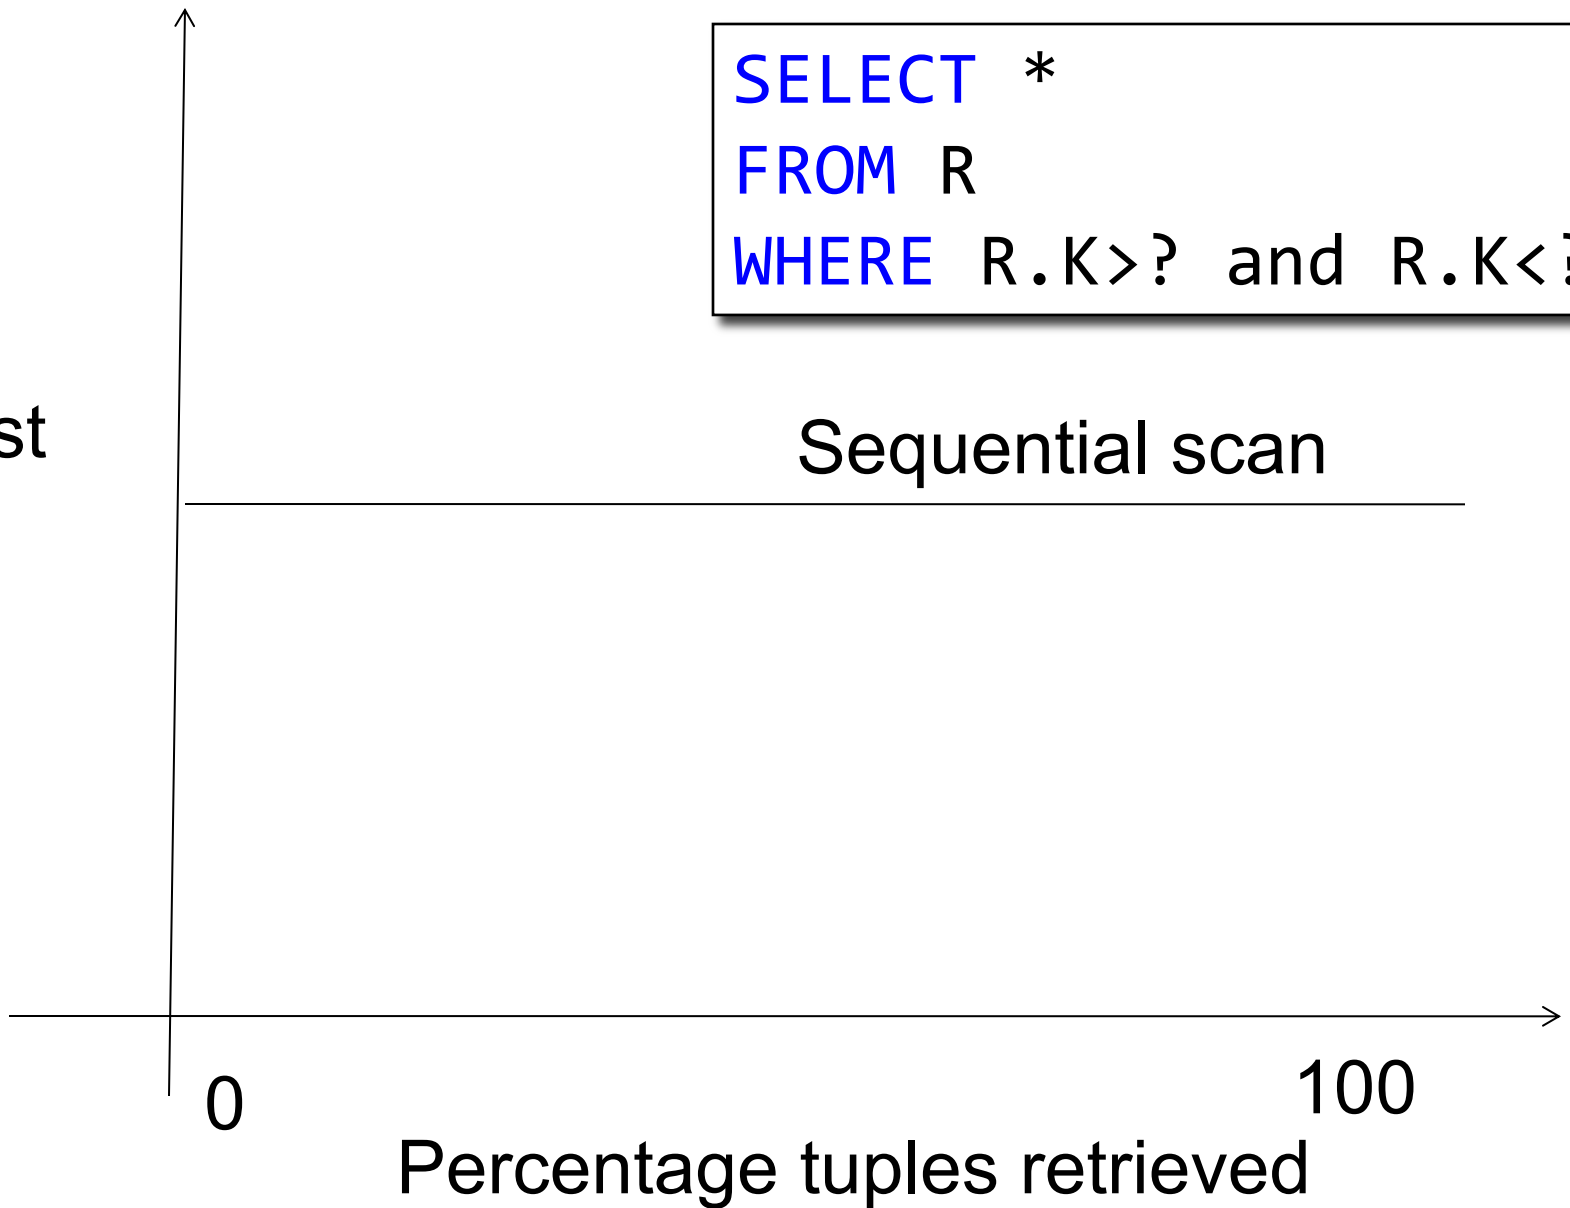 SELECT *
FROM R
WHERE R.K>? and R.K<?
st
Sequential scan
0
100
Percentage tuples retrieved